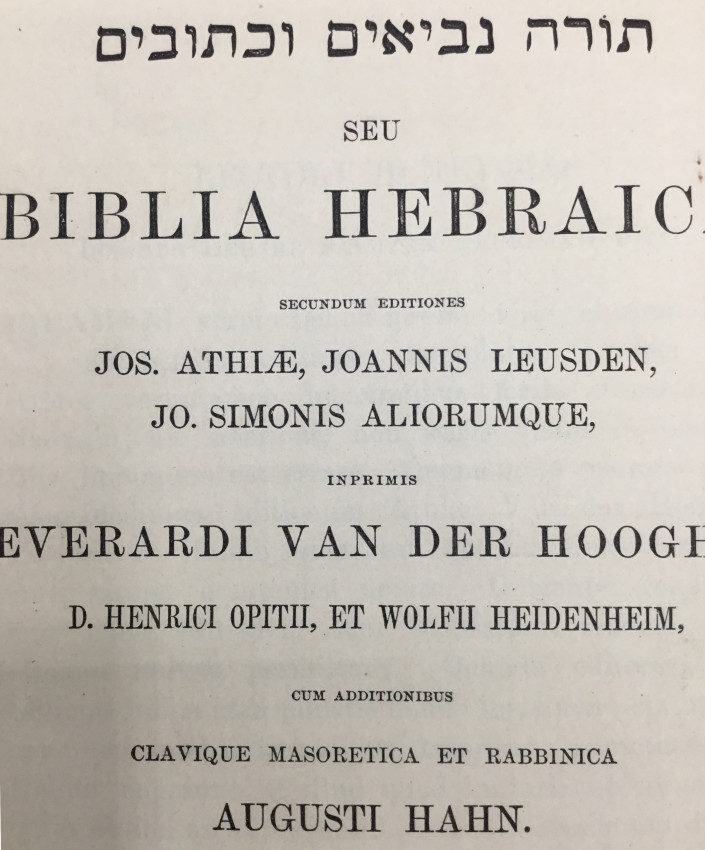 תורה נביאים וכתובים
SEU
BIBLIA HEBRAIC
SECUNDUM EDITIONES
JOS. ATHIÆ, JOANNIS LEUSDEN,
JO. SIMONIS ALIORUMQUE,
INPRIMIS
EVERARDI VAN DER HOOGH
D. HENRICI OPITII, ET WOLFII HEIDENHEIM,
CUM ADDITIONIBUS
CLAVIQUE MASORETICA ET RABBINICA
AUGUSTI HAHN.